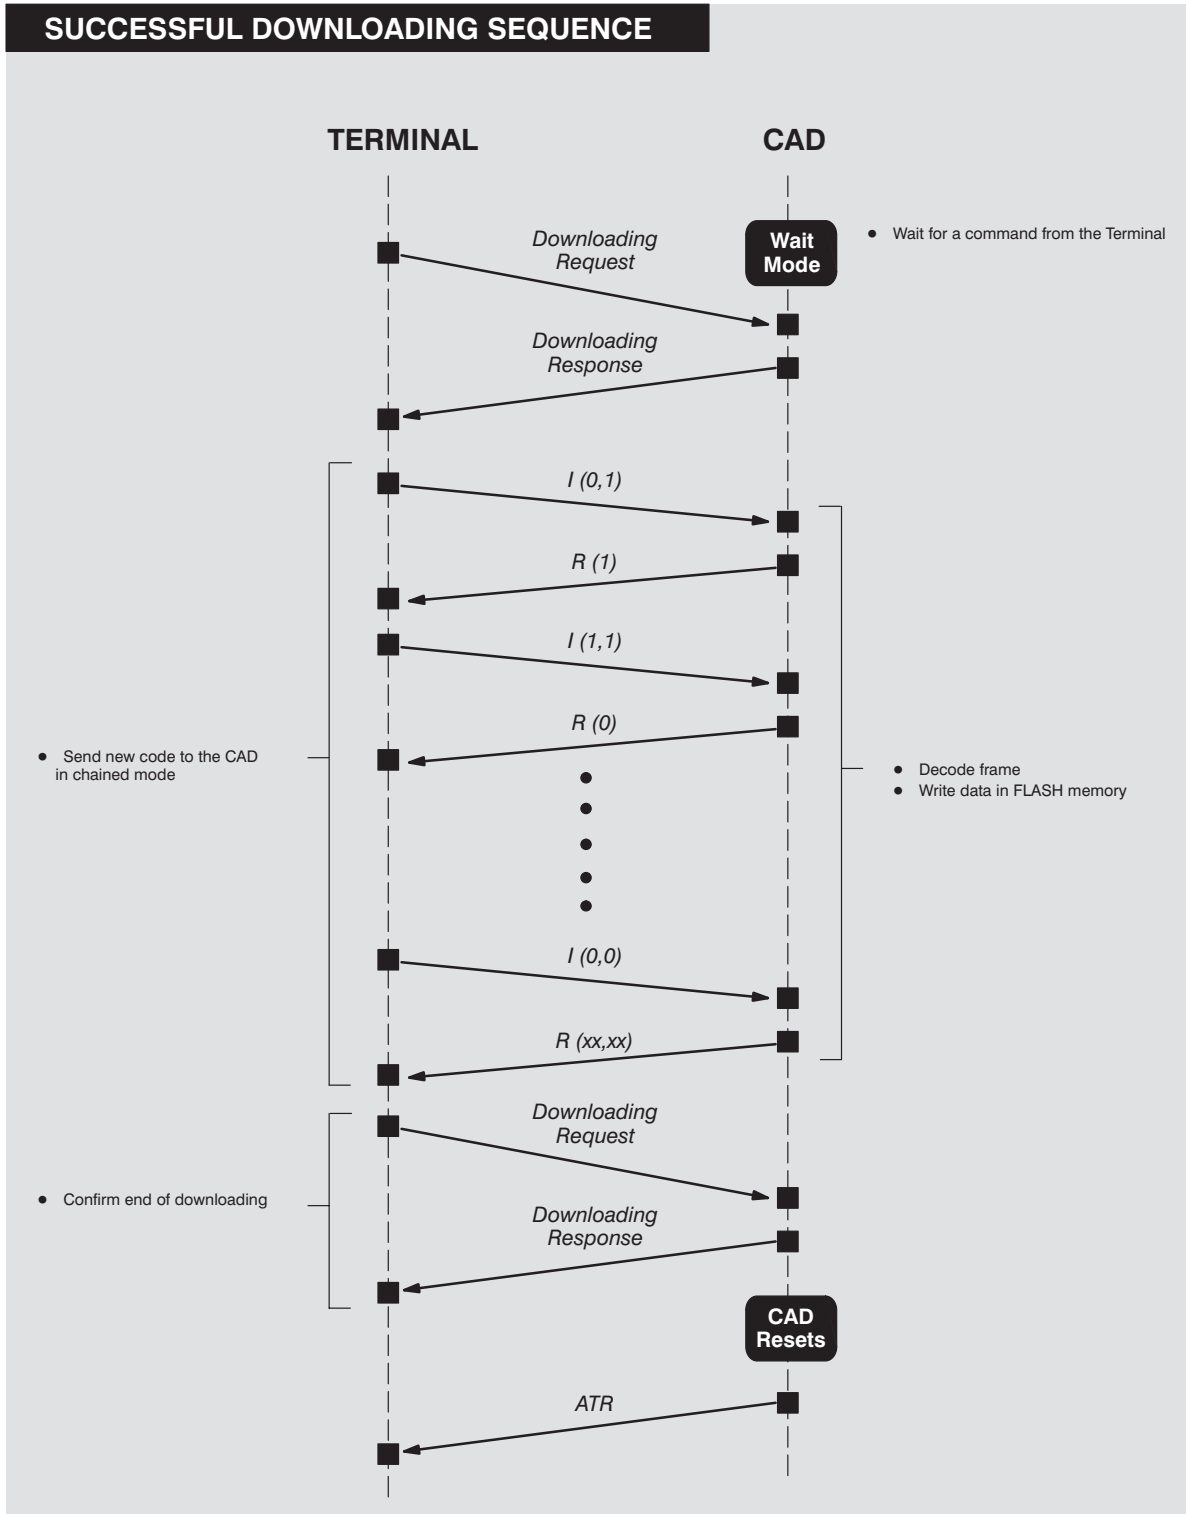 SUCCESSFUL DOWNLOADING SEQUENCE
TERMINAL
CAD
Downloading
Request
Wait
Mode
● Wait for a command from the Terminal
Downloading
Response
I (0,1)
R (1)
I (1,1)
R (0)
● Send new code to the CAD
in chained mode
● Decode frame
● Write data in FLASH memory
I (0,0)
R (xx,xx)
Downloading
Request
● Confirm end of downloading
Downloading
Response
CAD
Resets
ATR